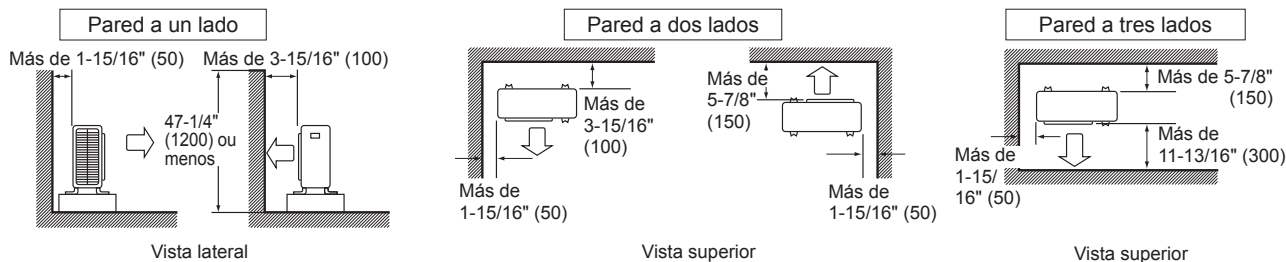 Pared a un lado
Más de 1-15/16" (50)
Más de 3-15/16" (100)
47-1/4"
(1200) ou
menos
Vista lateral
Pared a dos lados
Más de
3-15/16"
(100)
Más de
1-15/16" (50)
Más de
5-7/8"
(150)
Más de
1-15/16" (50)
Vista superior
Pared a tres lados
Más de
5-7/8"
(150)
Más de
11-13/16" (300)
Más de
1-15/
16" (50)
Vista superior